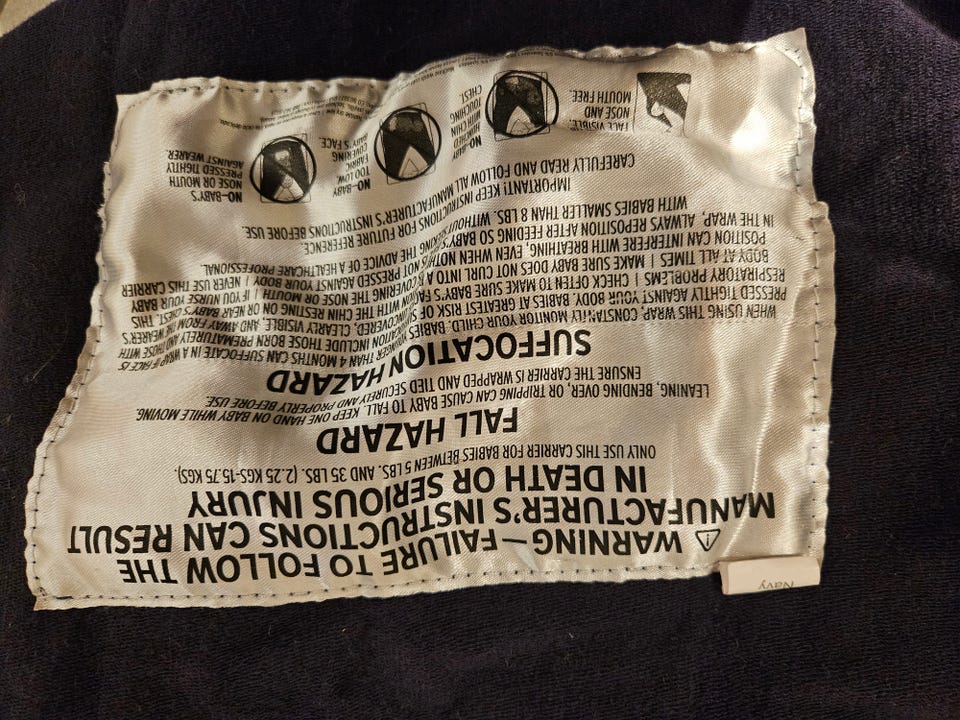 WARNING — FAILURE TO FOLLOW THE
MANUFACTURER'S INSTRUCTIONS CAN RESULT
IN DEATH OR SERIOUS INJURY
ONLY USE THIS CARRIER FOR BABIES BETWEEN 5 LBS. AND 35 LBS. (2.25 KGS-15.75 KGS)
FALL HAZARD
LEANING, BENDING, OVER, OR TRIPPING CAN CAUSE BABY TO FALL. KEEP ONE HAND ON BABY WHILE MOVING.
ENSURE THE CARRIER IS WRAPPED AND TIED SECURELY AND PROPERLY BEFORE USE.
SUFFOCATION HAZARD
WHEN USING THIS WRAP, CONSTANTLY MONITOR YOUR CHILD. BABIES YOUNGER THAN 4 MONTHS CAN SUFFOCATE IN A WRAP IF FACE IS
PRESSED TIGHTLY AGAINST YOUR BODY. BABIES AT GREATEST RISK OF SUFFOCATION INCLUDE THOSE BORN PREMATURELY AND THOSE WITH
RESPIRATORY PROBLEMS | CHECK OFTEN TO MAKE SURE BABY'S FACE IS UNCOVERED, CLEARLY VISIBLE, AND AWAY FROM THE WEARER'S
BODY AT ALL TIMES | MAKE SURE BABY DOES NOT CURL INTO A POSITION WITH THE CHIN RESTING ON OR NEAR BABY'S CHEST. THIS
POSITION CAN INTERFERE WITH BREATHING, EVEN WHEN NOTHING IS COVERING THE NOSE OR MOUTH | IF YOU NURSE YOUR BABY
IN THE WRAP, ALWAYS REPOSITION AFTER FEEDING SO BABY'S FACE IS NOT PRESSED AGAINST YOUR BODY | NEVER USE THIS CARRIER
WITH BABIES SMALLER THAN 8 LBS. WITHOUT SEEKING THE ADVICE OF A HEALTHCARE PROFESSIONAL
IMPORTANT! KEEP INSTRUCTIONS FOR FUTURE REFERENCE.
CAREFULLY READ AND FOLLOW ALL MANUFACTURER'S INSTRUCTIONS BEFORE USE.
FACE VISIBLE.
NOSE AND
MOUTH FREE.
NO–BABY
HUNCHED
WITH CHIN
TOUCHING
CHEST.
NO–BABY
TOO LOW.
FABRIC
COVERING
BABY'S FACE.
NO–BABY'S
NOSE OR MOUTH
PRESSED TIGHTLY
AGAINST WEARER.
Navy